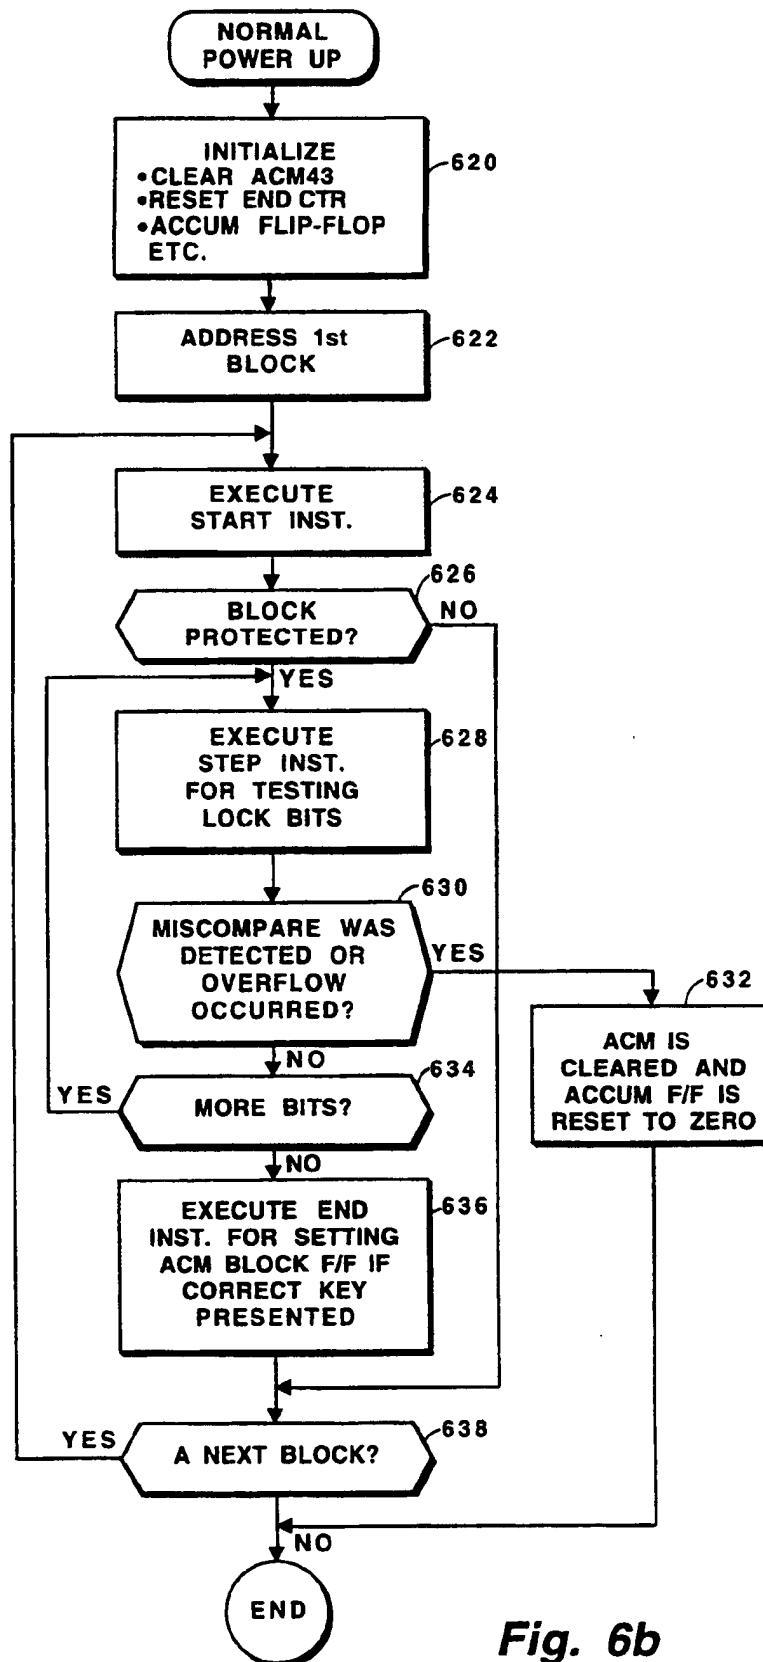 NORMAL
POWER UP
INITIALIZE
•CLEAR ACM43
•RESET END CTR
•ACCUM FLIP-FLOP
ETC.
620
ADDRESS 1st
BLOCK
622
EXECUTE
START INST.
624
626
BLOCK
PROTECTED?
NO
YES
EXECUTE
STEP INST.
FOR TESTING
LOCK BITS
628
630
MISCOMPARE WAS
DETECTED OR
OVERFLOW
OCCURRED?
YES
632
ACM IS
CLEARED AND
ACCUM F/F IS
RESET TO ZERO
NO
634
YES
MORE BITS?
NO
EXECUTE END
INST. FOR SETTING
ACM BLOCK F/F IF
CORRECT KEY
PRESENTED
636
YES
A NEXT BLOCK?
638
NO
END
Fig. 6b